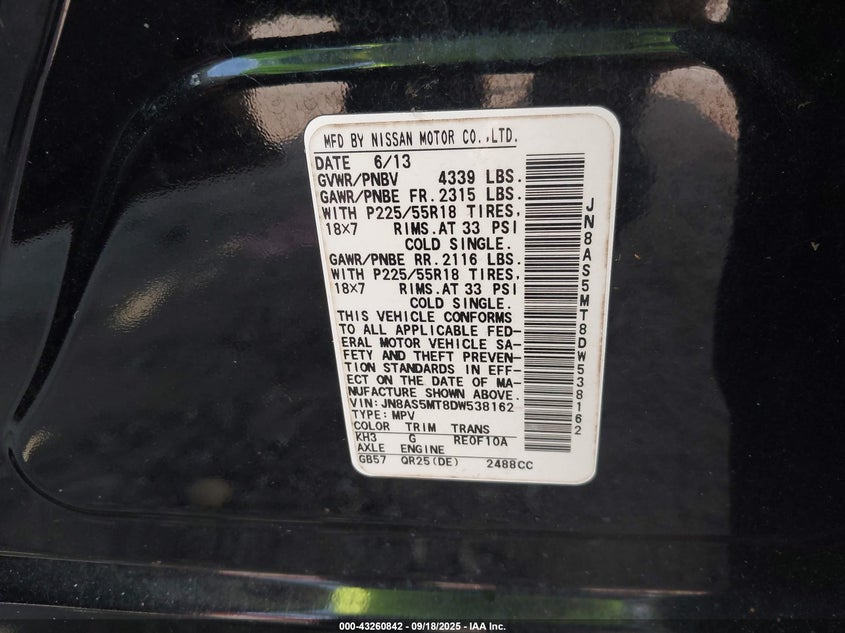 MFD BY NISSAN MOTOR CO.,LTD.
DATE 6/13
GVWR/PNBV 4339 LBS.
GAWR/PNBE FR. 2315 LBS.
WITH P225/55R18 TIRES,
18×7 RIMS.AT 33 PSI
COLD SINGLE.
GAWR/PNBE RR. 2116 LBS.
WITH P225/55R18 TIRES,
18×7 RIMS.AT 33 PSI
COLD SINGLE.
THIS VEHICLE CONFORMS
TO ALL APPLICABLE FED-
ERAL MOTOR VEHICLE SA-
FETY AND THEFT PREVEN-
TION STANDARDS IN EFF-
ECT ON THE DATE OF MA-
NUFACTURE SHOWN ABOVE.
VIN: JN8AS5MT8DW538162
TYPE: MPV
COLOR TRIM TRANS
KH3 G RE0F10A
AXLE ENGINE
GB57 QR25(DE) 2488CC
JN8AS5MT8DW538162
000-43260842 - 09/18/2025 - IAA Inc.